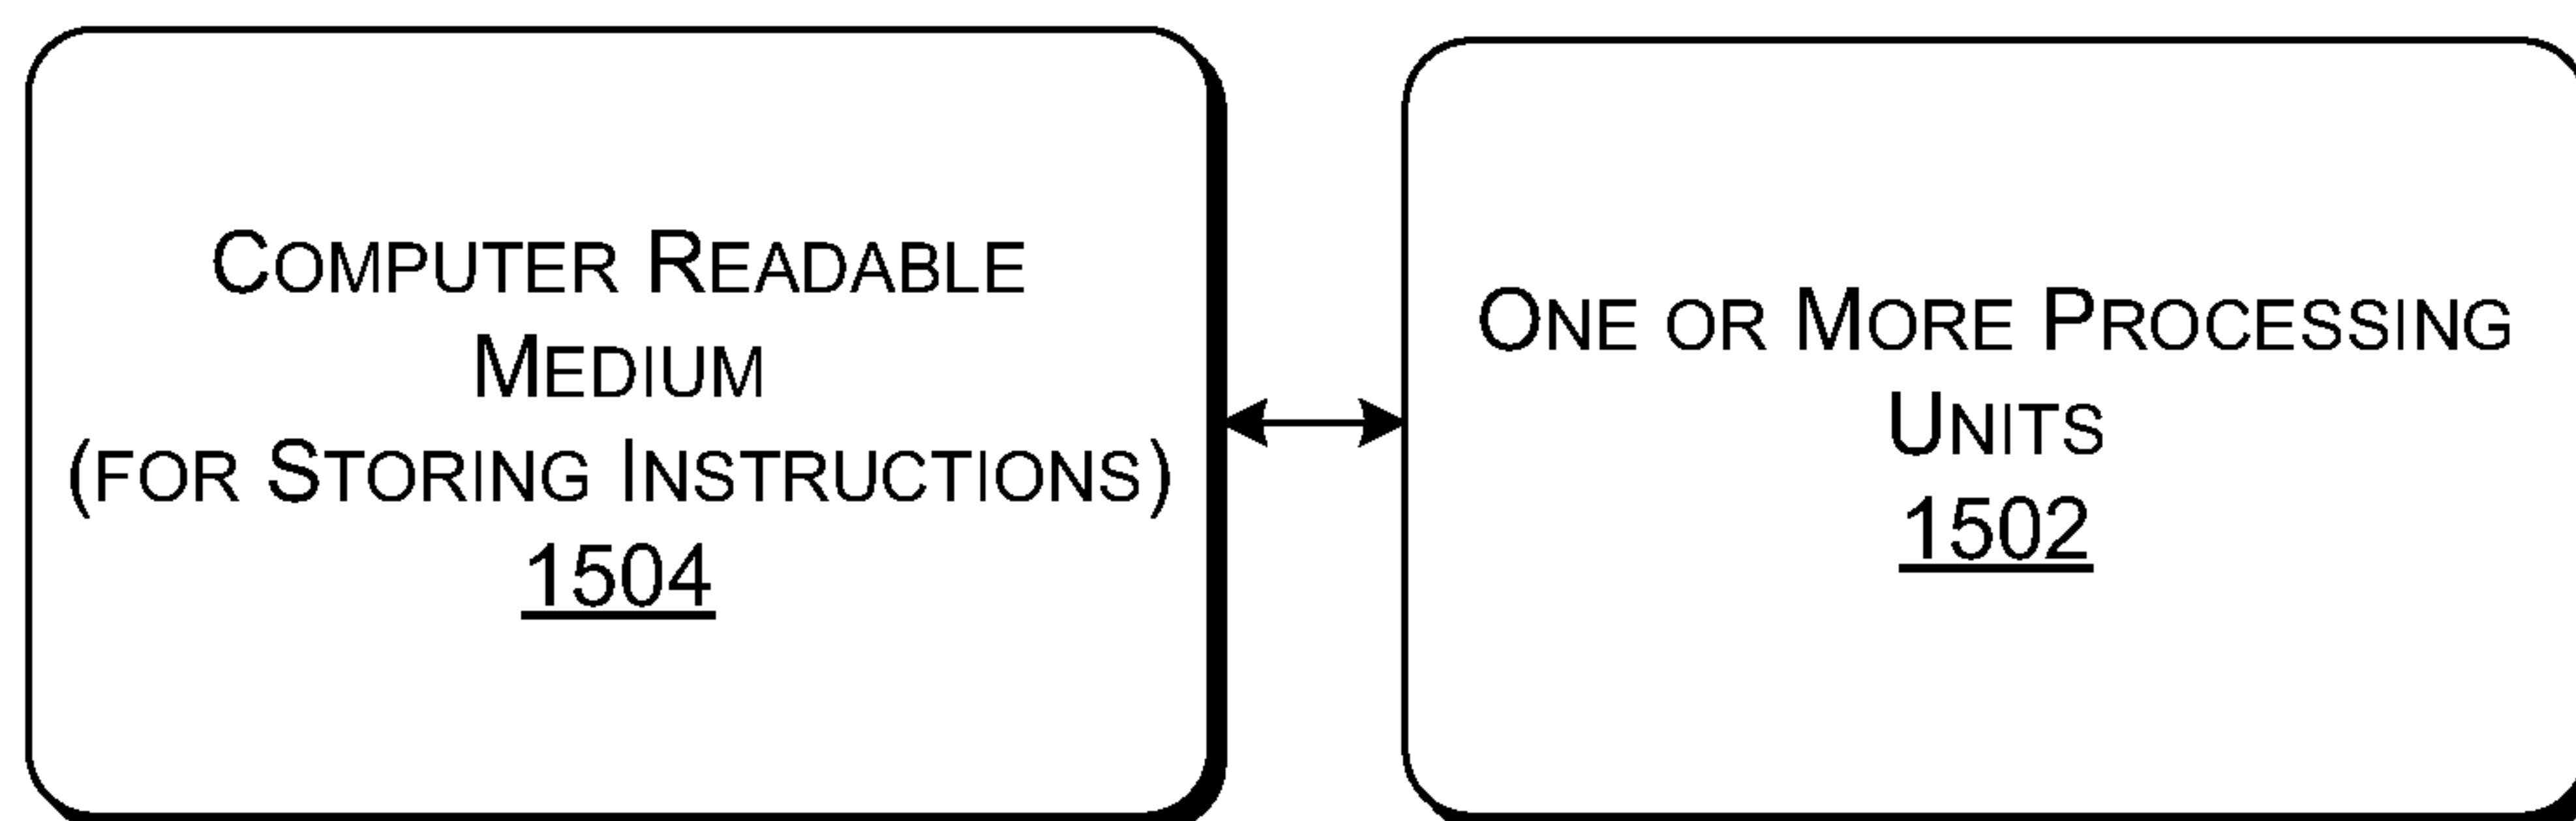 COMPUTER READABLE
MEDIUM
(FOR STORING INSTRUCTIONS)
1504
ONE OR MORE PROCESSING
UNITS
1502